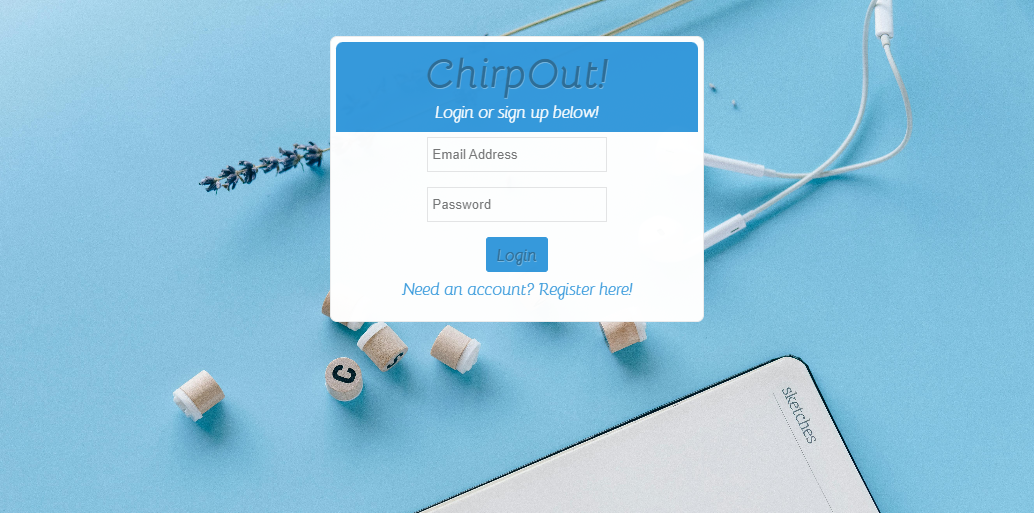 ChirpOut!
Login or sign up below!
Email Address
Password
Login
Need an account? Register here!
C
sketches